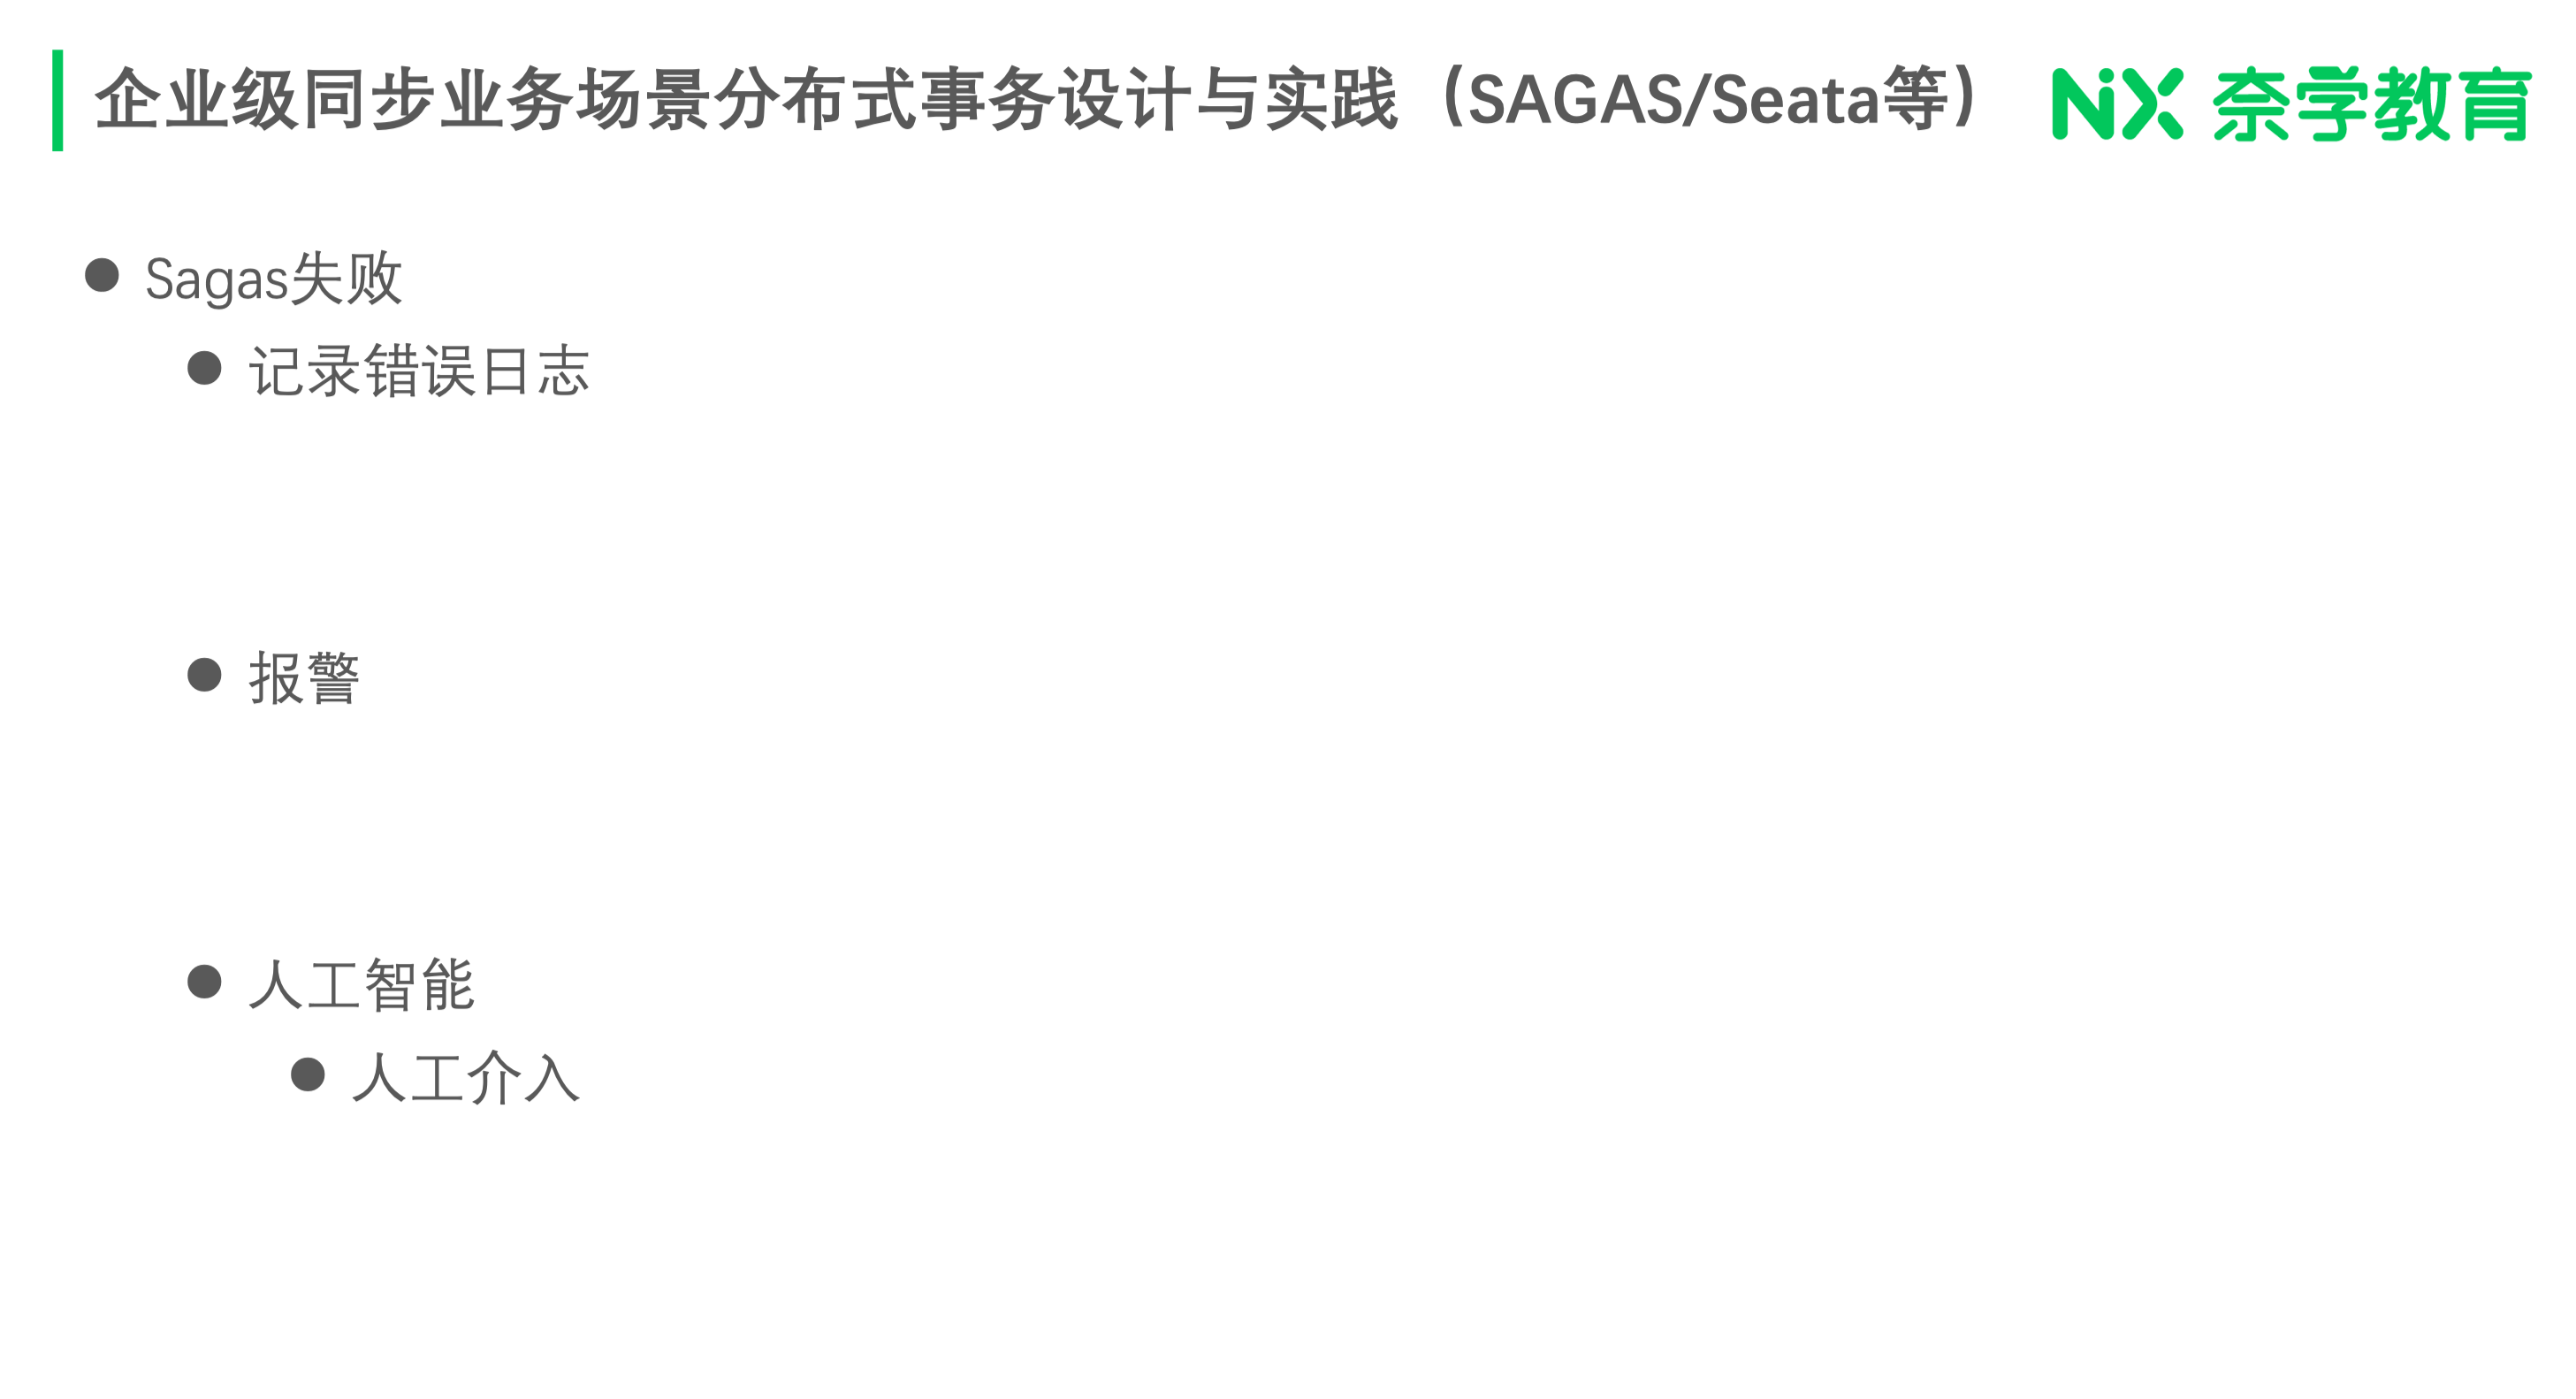 企业级同步业务场景分布式事务设计与实践（SAGAS/Seata等）
NX 奈学教育
Sagas失败
记录错误日志
报警
人工智能
人工介入